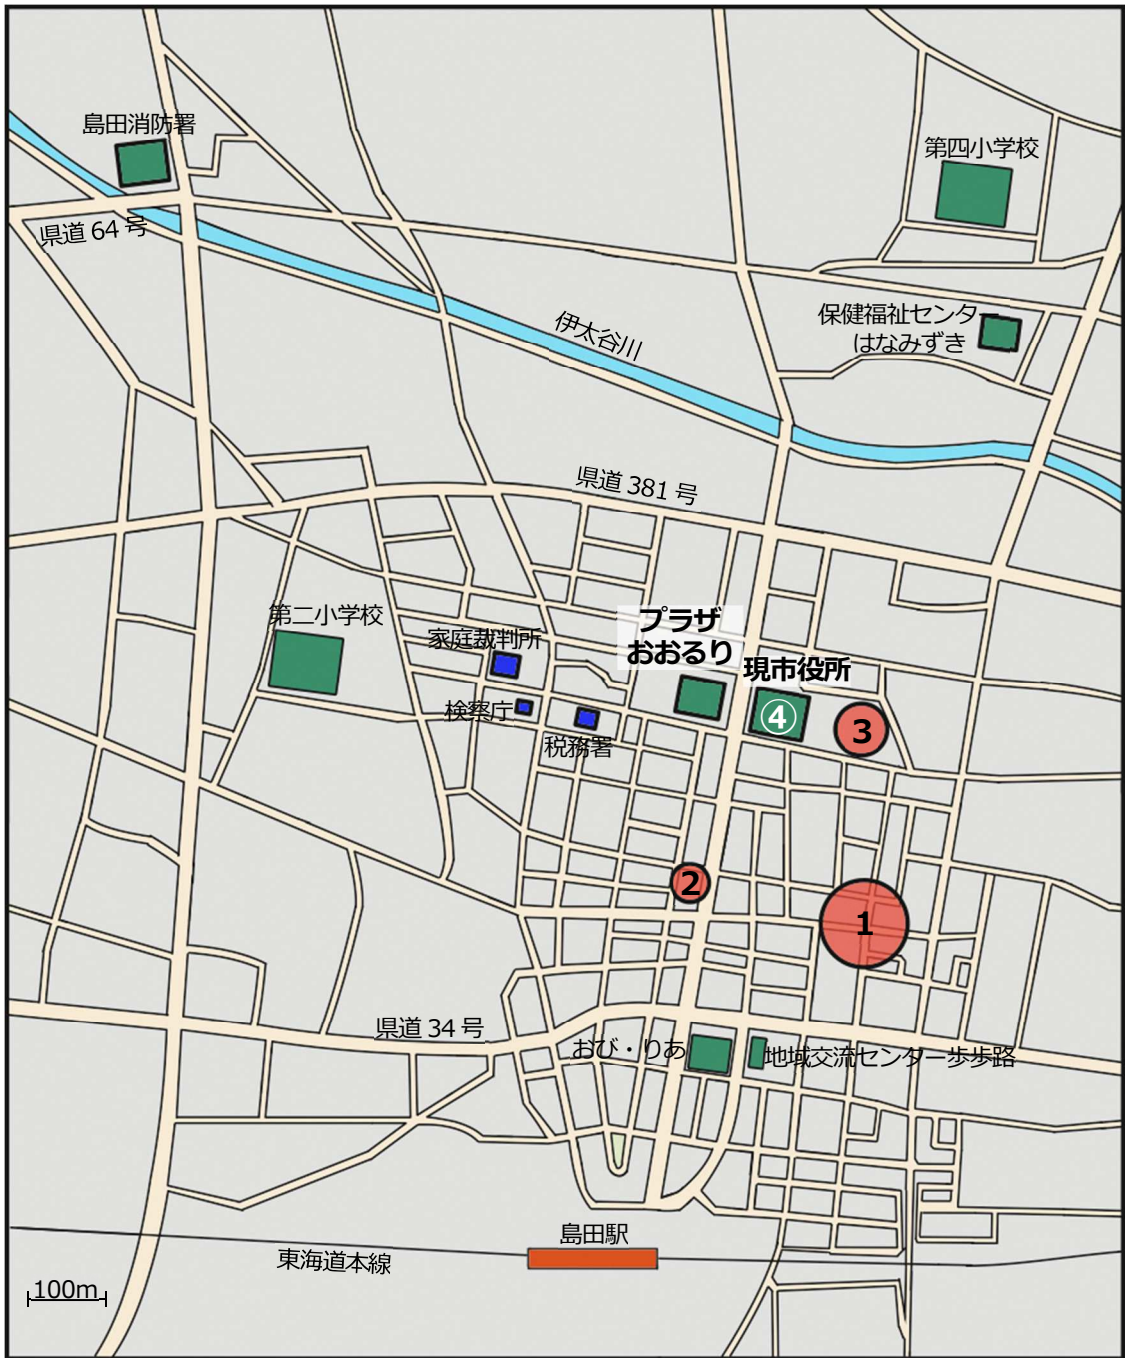 島田消防署
第四小学校
県道 64 号
保健福祉センター
はなみずき
伊太谷川
県道 381 号
第二小学校
プラザ
おおるり
家庭裁判所
現市役所
検察庁
④
3
税務署
2
1
県道 34 号
おび・りあ
地域交流センター歩歩路
島田駅
東海道本線
100m